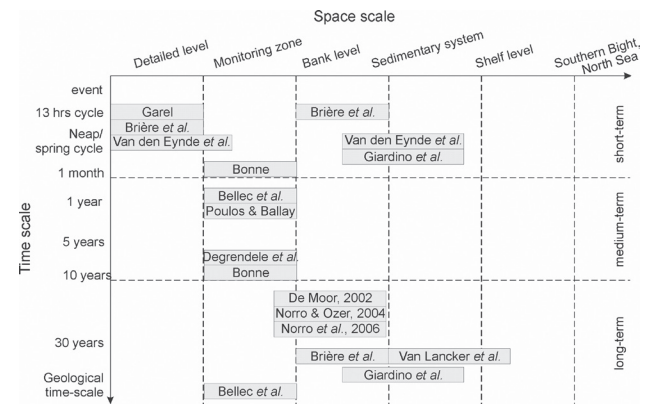 Space scale
Detailed level
Monitoring zone
Bank level
Sedimentary system
Shelf level
Southern Bight,
North Sea
Time scale
event
13 hrs cycle
Neap/
spring cycle
1 month
1 year
5 years
10 years
30 years
Geological
time-scale
Garel
Brière et al.
Brière et al.
Van den Eynde et al.
Van den Eynde et al.
Giardino et al.
Bonne
Bellec et al.
Poulos & Ballay
Degrendele et al.
Bonne
De Moor, 2002
Norro & Ozer, 2004
Norro et al., 2006
Brière et al.
Van Lancker et al.
Giardino et al.
Bellec et al.
short-term
medium-term
long-term